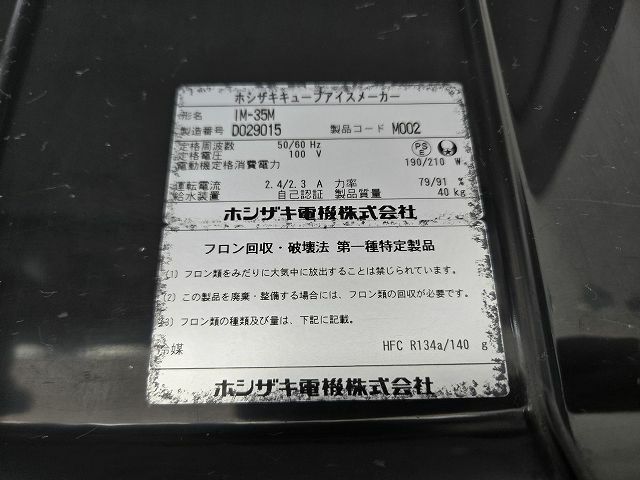 ホシザキキューブアイスメーカー
形名 IM-35M
製造番号 D029015 製品コード M002
定格周波数 50/60 Hz
定格電圧 100 V
電動機定格消費電力 190/210 W
PSE
運転電流 2.4/2.3 A 力率 79/91 %
給水装置 自己認証 製品質量 40 kg
ホシザキ電機株式会社
フロン回収・破壊法 第一種特定製品
(1) フロン類をみだりに大気中に放出することは禁じられています。
(2) この製品を廃棄・整備する場合には、フロン類の回収が必要です。
(3) フロン類の種類及び量は、下記に記載。
冷媒 HFC R134a/140 g
ホシザキ電機株式会社